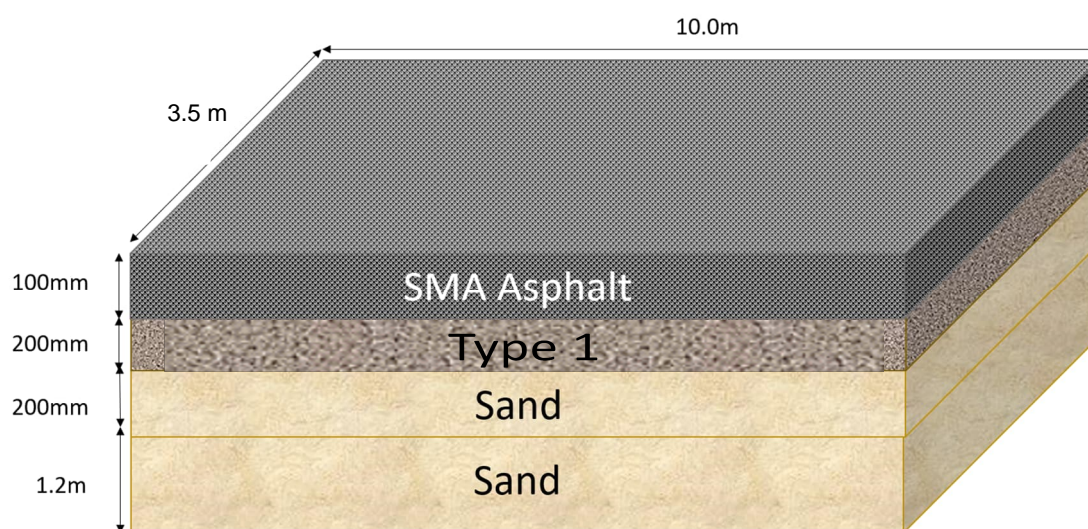 10.0m
3.5 m
100mm
SMA Asphalt
200mm
Type 1
200mm
Sand
1.2m
Sand